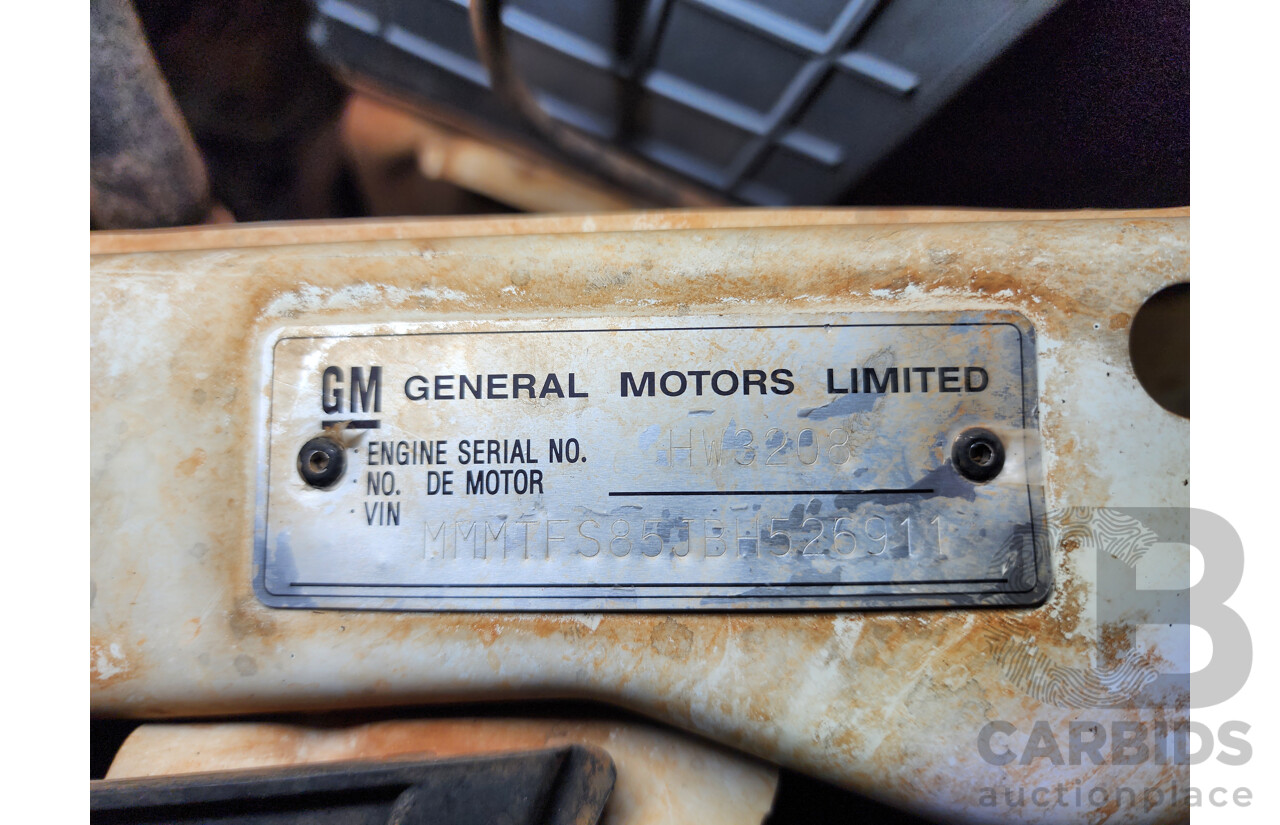 GM GENERAL MOTORS LIMITED
ENGINE SERIAL NO. HW3208
NO. DE MOTOR
VIN
MMMTFS85JBH526911
CARBIDS
auctionplace